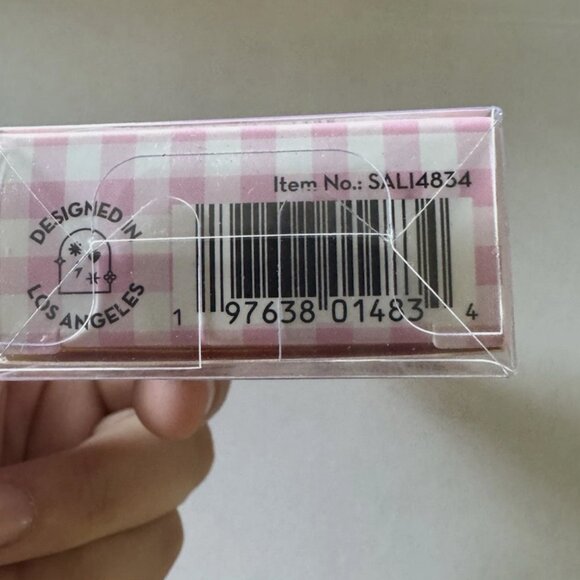 Item No.: SALI4834
DESIGNED IN
LOS ANGELES
1 97638 01483 4